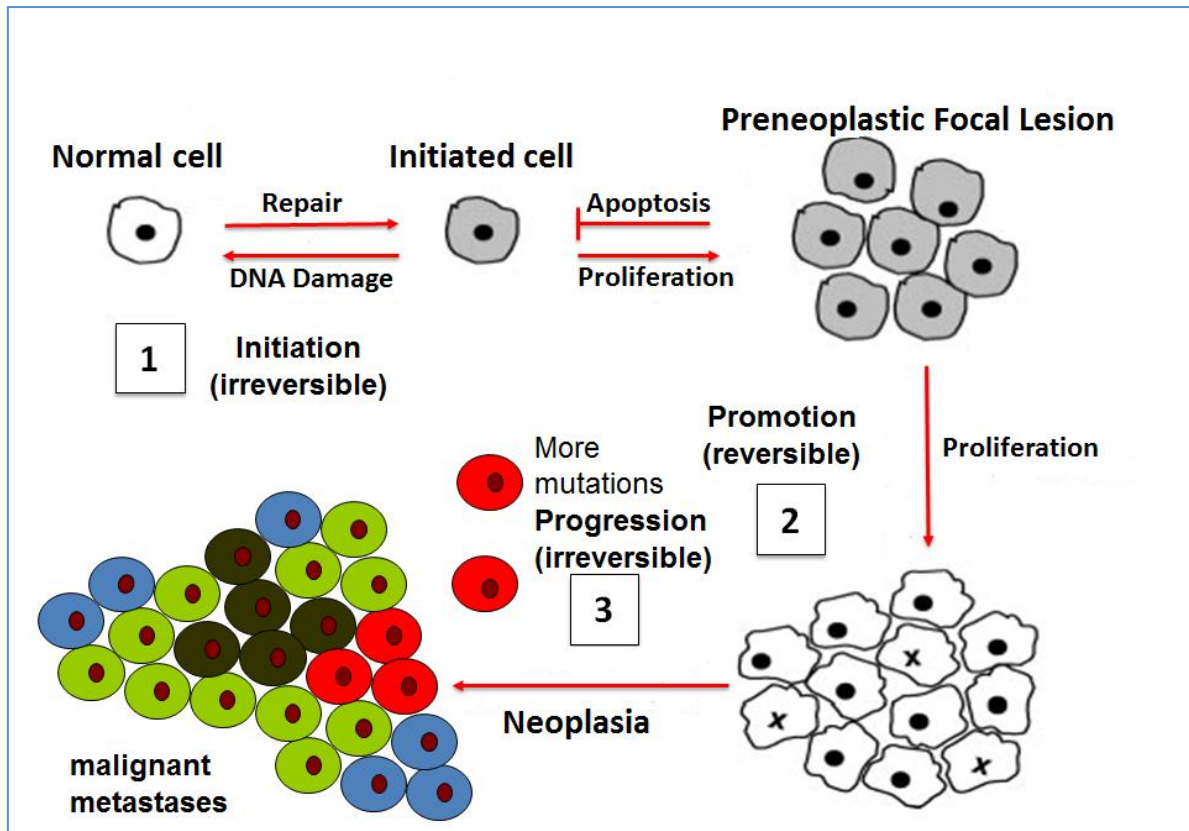 Preneoplastic Focal Lesion
Normal cell
Initiated cell
Repair
DNA Damage
Apoptosis
Proliferation
1
Initiation
(irreversible)
Promotion
(reversible)
2
Proliferation
More
mutations
Progression
(irreversible)
3
x
x
x
Neoplasia
malignant
metastases